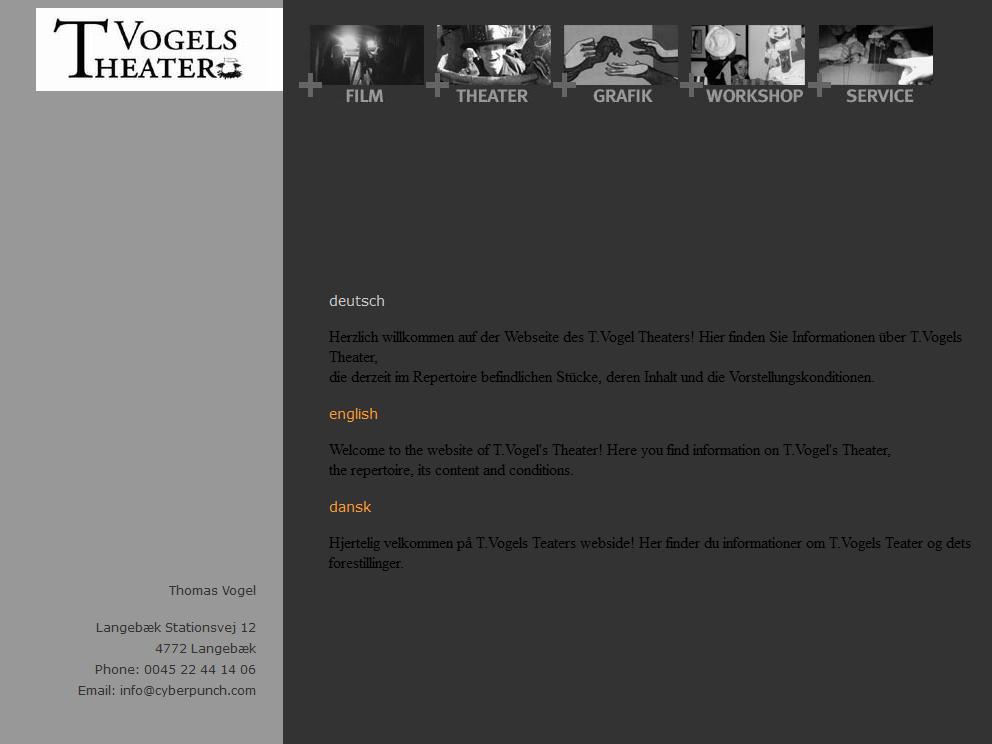 T VOGELS
THEATER
FILM
THEATER
GRAFIK
WORKSHOP
SERVICE
deutsch
Herzlich willkommen auf der Webseite des T.Vogel Theaters! Hier finden Sie Informationen über T.Vogels
Theater,
die derzeit im Repertoire befindlichen Stücke, deren Inhalt und die Vorstellungskonditionen.
english
Welcome to the website of T.Vogel's Theater! Here you find information on T.Vogel's Theater,
the repertoire, its content and conditions.
dansk
Hjertelig velkommen på T.Vogels Teaters webside! Her finder du informationer om T.Vogels Teater og dets
forestillinger.
Thomas Vogel
Langebæk Stationsvej 12
4772 Langebæk
Phone: 0045 22 44 14 06
Email: info@cyberpunch.com